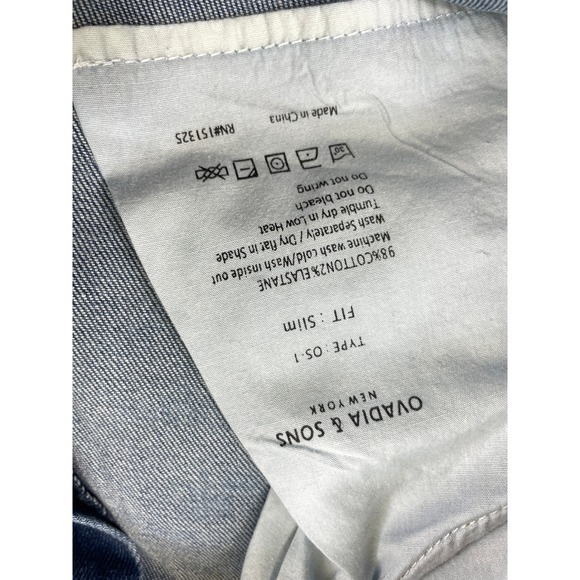 OVADIA & SONS
NEW YORK
TYPE : OS-1
FIT : Slim
98%COTTON2%ELASTANE
Machine wash cold/Wash inside out
Wash Separately / Dry flat in Shade
Tumble dry in Low Heat
Do not bleach
Do not wring
30
Made in China
RN#151325